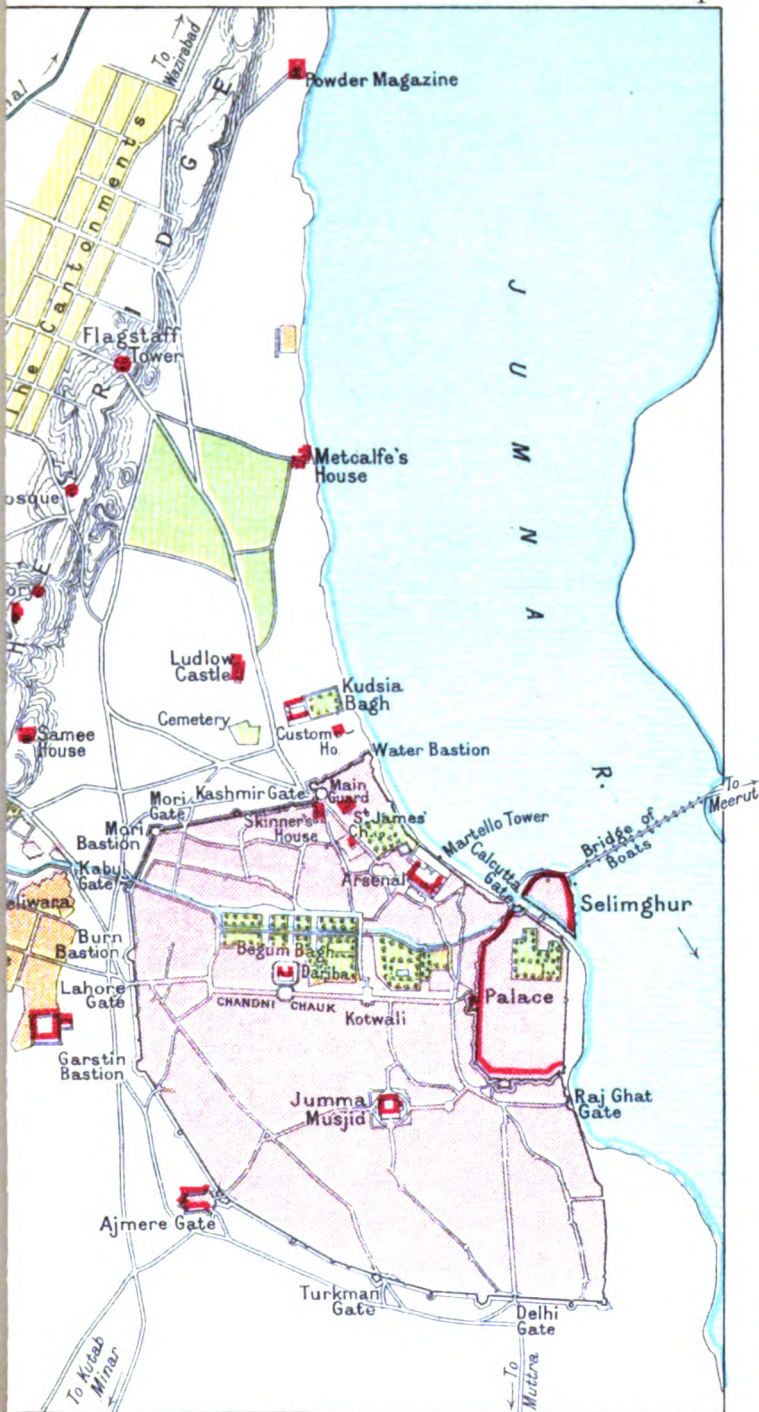 To
Wazirabad
Powder Magazine
The Cantonments
RIDGE
JUMNA R.
Flagstaff
Tower
Metcalfe's
House
Ludlow
Castle
Kudsia
Bagh
Cemetery
Custom
Ho.
Samee
House
Water Bastion
Kashmir Gate
Main
Guard
Mori
Gate
Skinner's
House
St James'
Ch.
Mori
Bastion
Martello Tower
Calcutta
Gate
Bridge of
Boats
To
Meerut
Kabul
Gate
Arsenal
Selimghur
Burn
Bastion
Begum Bagh
Dariba
Lahore
Gate
CHANDNI CHAUK
Kotwali
Palace
Garstin
Bastion
Jumma
Musjid
Raj Ghat
Gate
Ajmere Gate
Turkman
Gate
Delhi
Gate
To Kutab
Minar
To
Muttra